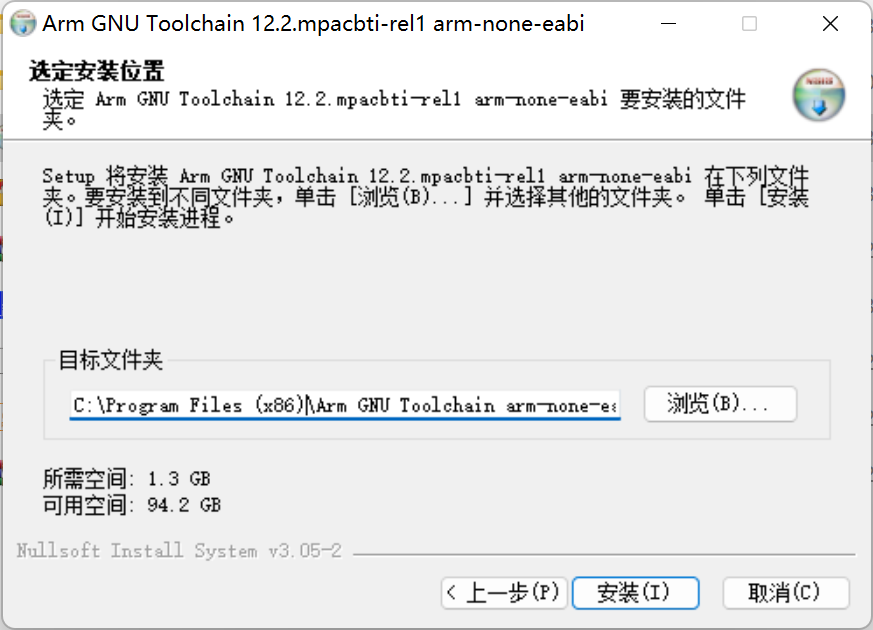 Arm GNU Toolchain 12.2.mpacbti-rel1 arm-none-eabi
选定安装位置
选定 Arm GNU Toolchain 12.2.mpacbti-rel1 arm-none-eabi 要安装的文件
夹。
Setup 将安装 Arm GNU Toolchain 12.2.mpacbti-rel1 arm-none-eabi 在下列文件
夹。要安装到不同文件夹，单击 [浏览(B)...] 并选择其他的文件夹。 单击 [安装
(I)] 开始安装进程。
目标文件夹
C:\Program Files (x86)\Arm GNU Toolchain arm-none-ea
浏览(B)...
所需空间: 1.3 GB
可用空间: 94.2 GB
Nullsoft Install System v3.05-2
< 上一步(P)
安装(I)
取消(C)